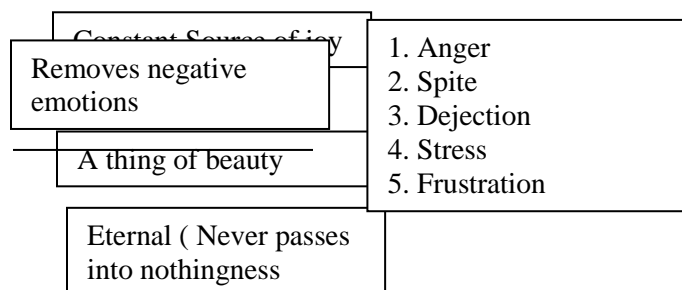 Constant Source of joy
Removes negative
emotions
A thing of beauty
Eternal ( Never passes
into nothingness
1. Anger
2. Spite
3. Dejection
4. Stress
5. Frustration